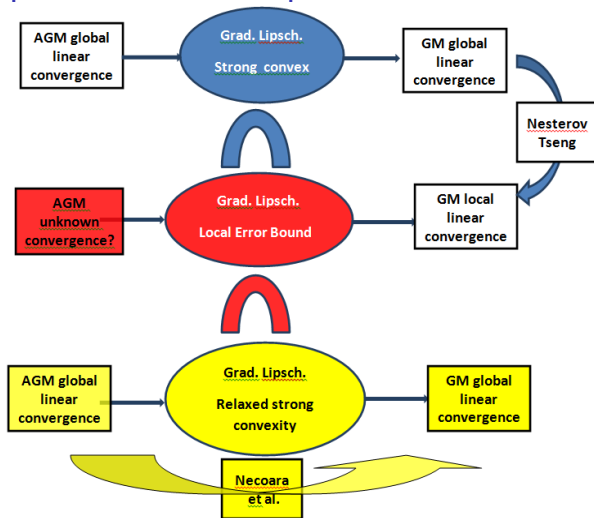 AGM global
linear
convergence
Grad. Lipsch.
Strong convex
GM global
linear
convergence
Nesterov
Tseng
AGM
unknown
convergence?
Grad. Lipsch.
Local Error Bound
GM local
linear
convergence
AGM global
linear
convergence
Grad. Lipsch.
Relaxed strong
convexity
GM global
linear
convergence
Necoara
et al.